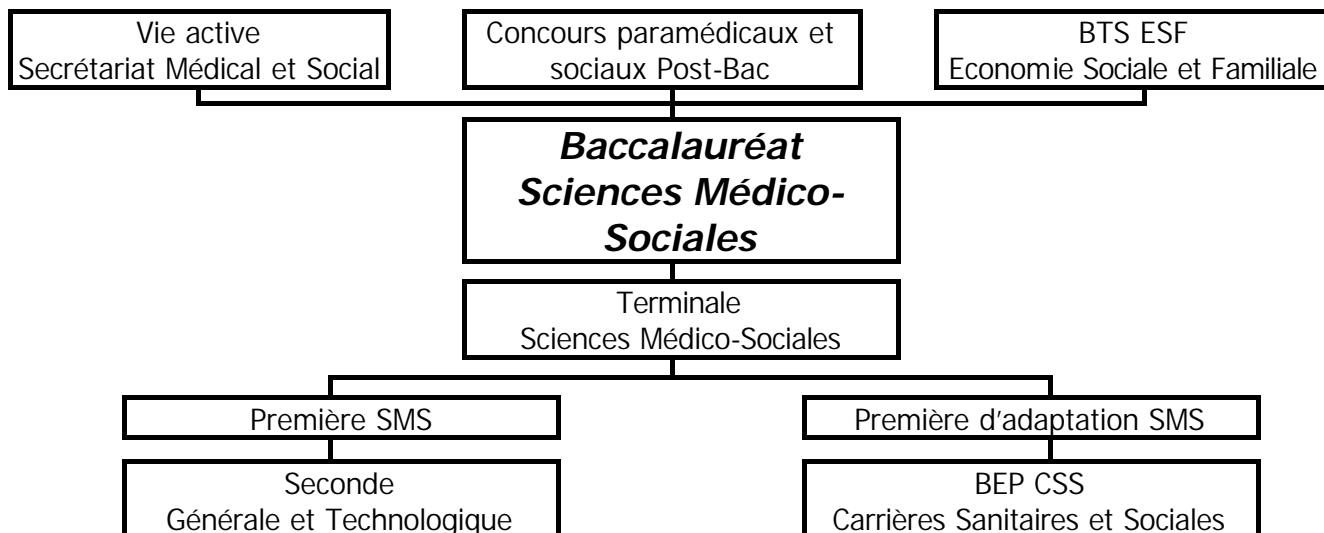 Vie active
Secrétariat Médical et Social
Concours paramédicaux et
sociaux Post-Bac
BTS ESF
Economie Sociale et Familiale
Baccalauréat
Sciences Médico-
Sociales
Terminale
Sciences Médico-Sociales
Première SMS
Première d'adaptation SMS
Seconde
Générale et Technologique
BEP CSS
Carrières Sanitaires et Sociales